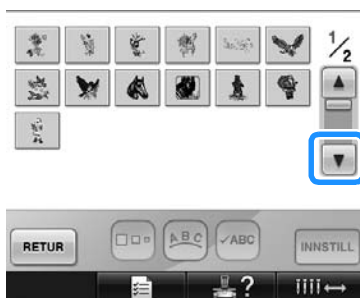 1/2
RETUR
ABC
✓ABC
INNSTILL
?